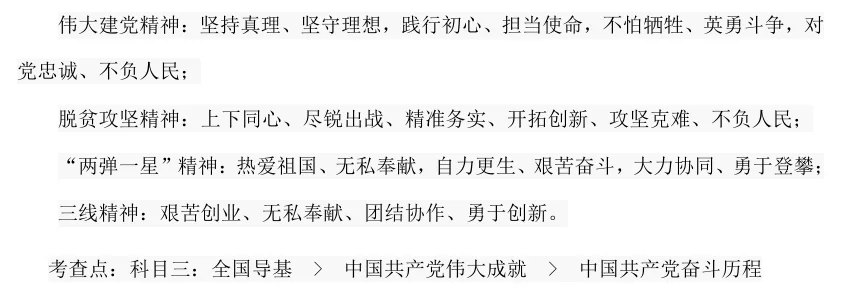 伟大建党精神：坚持真理、坚守理想，践行初心、担当使命，不怕牺牲、英勇斗争，对
党忠诚、不负人民；
脱贫攻坚精神：上下同心、尽锐出战、精准务实、开拓创新、攻坚克难、不负人民；
“两弹一星”精神：热爱祖国、无私奉献，自力更生、艰苦奋斗，大力协同、勇于登攀；
三线精神：艰苦创业、无私奉献、团结协作、勇于创新。
考查点：科目三：全国导基 > 中国共产党伟大成就 > 中国共产党奋斗历程